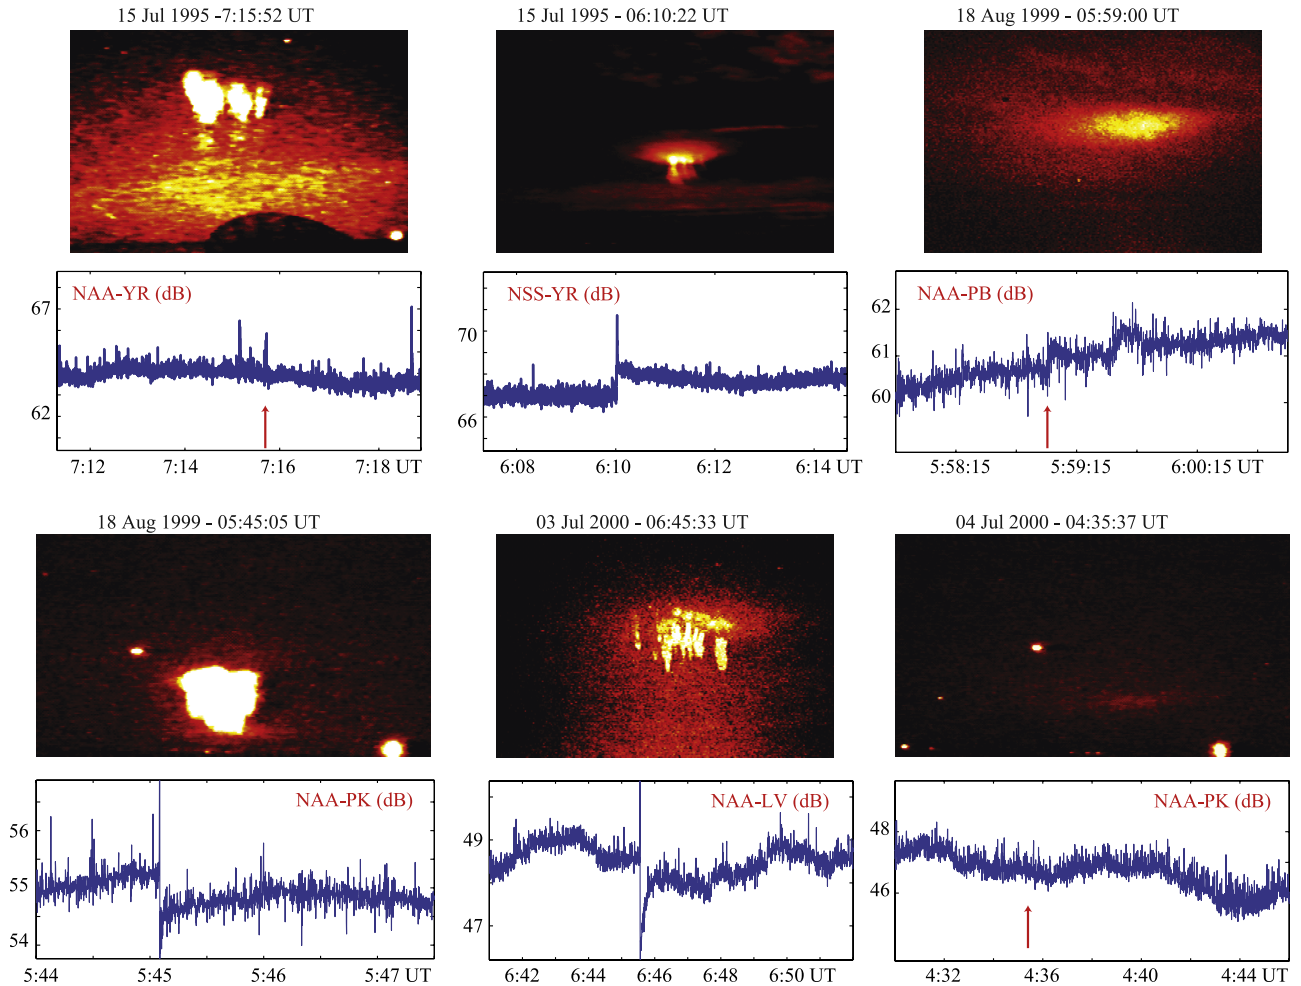 15 Jul 1995 -7:15:52 UT
15 Jul 1995 - 06:10:22 UT
18 Aug 1999 - 05:59:00 UT
NAA-YR (dB)
67
62
7:12 7:14 7:16 7:18 UT
NSS-YR (dB)
70
66
6:08 6:10 6:12 6:14 UT
NAA-PB (dB)
62
61
60
5:58:15 5:59:15 6:00:15 UT
18 Aug 1999 - 05:45:05 UT
03 Jul 2000 - 06:45:33 UT
04 Jul 2000 - 04:35:37 UT
NAA-PK (dB)
56
55
54
5:44 5:45 5:46 5:47 UT
NAA-LV (dB)
49
47
6:42 6:44 6:46 6:48 6:50 UT
NAA-PK (dB)
48
46
4:32 4:36 4:40 4:44 UT